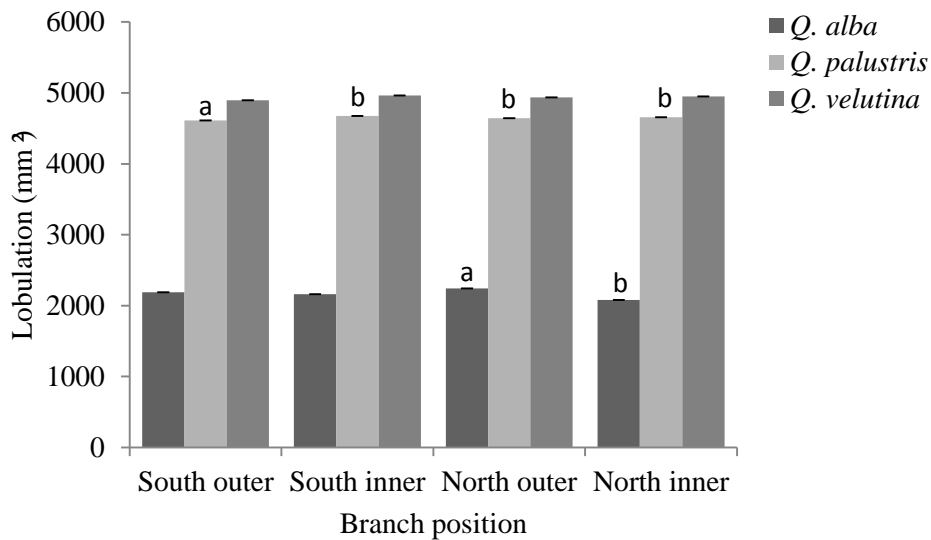 6000
5000
4000
3000
2000
1000
0
Lobulation (mm²)
a
b
b
b
a
b
South outer South inner North outer North inner
Branch position
Q. alba
Q. palustris
Q. velutina